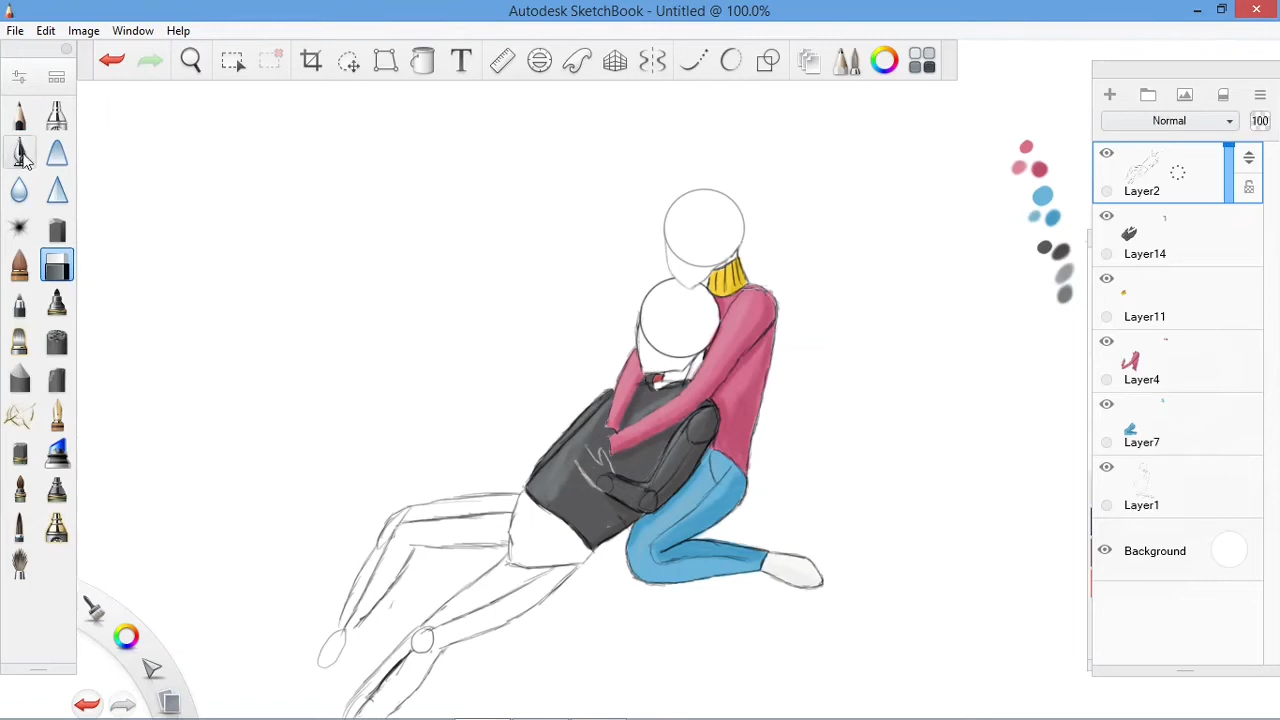 Autodesk SketchBook - Untitled @ 100.0%
File Edit Image Window Help
T
Normal 100
Layer2
Layer14
Layer11
Layer4
Layer7
Layer1
Background